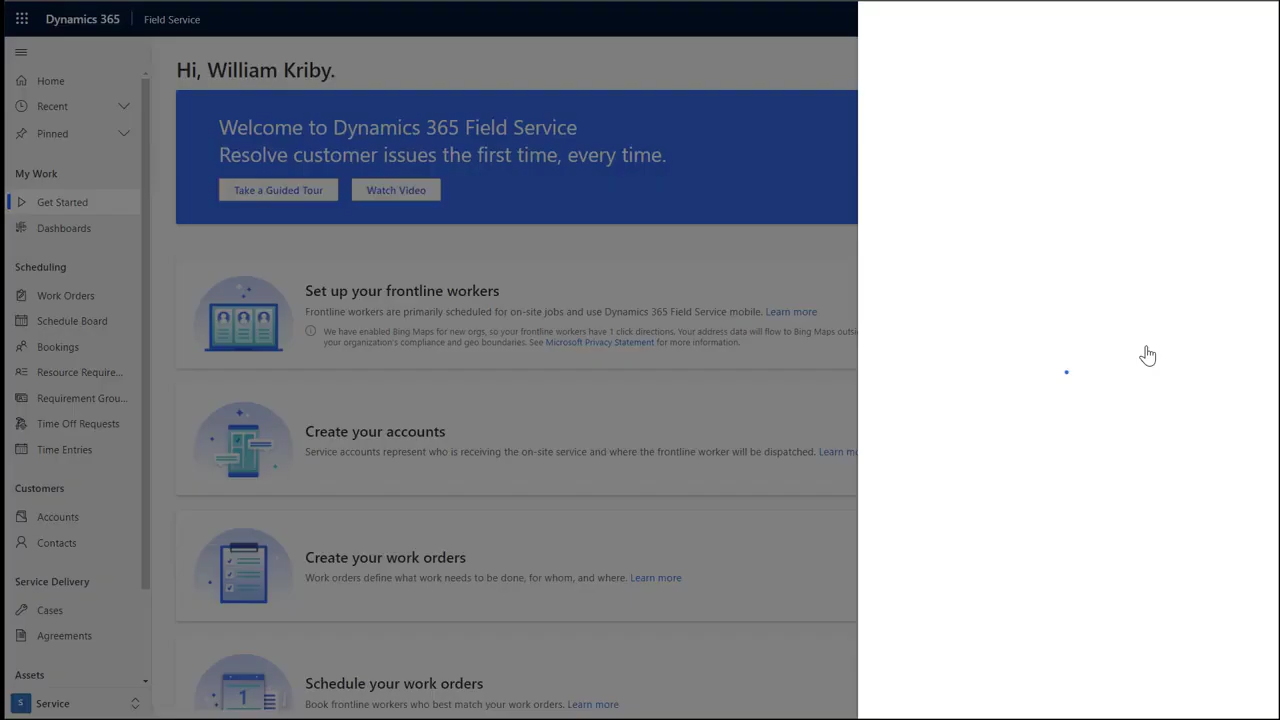 Dynamics 365
Field Service
Home
Recent
Pinned
My Work
Get Started
Dashboards
Scheduling
Work Orders
Schedule Board
Bookings
Resource Require...
Requirement Grou...
Time Off Requests
Time Entries
Customers
Accounts
Contacts
Service Delivery
Cases
Agreements
Assets
S Service
Hi, William Kriby.
Welcome to Dynamics 365 Field Service
Resolve customer issues the first time, every time.
Take a Guided Tour
Watch Video
Set up your frontline workers
Frontline workers are primarily scheduled for on-site jobs and use Dynamics 365 Field Service mobile. Learn more
We have enabled Bing Maps for new orgs, so your frontline workers have 1 click directions. Your address data will flow to Bing Maps outsi
your organization's compliance and geo boundaries. See Microsoft Privacy Statement for more information.
Create your accounts
Service accounts represent who is receiving the on-site service and where the frontline worker will be dispatched. Learn mo
Create your work orders
Work orders define what work needs to be done, for whom, and where. Learn more
1
Schedule your work orders
Book frontline workers who best match your work orders. Learn more